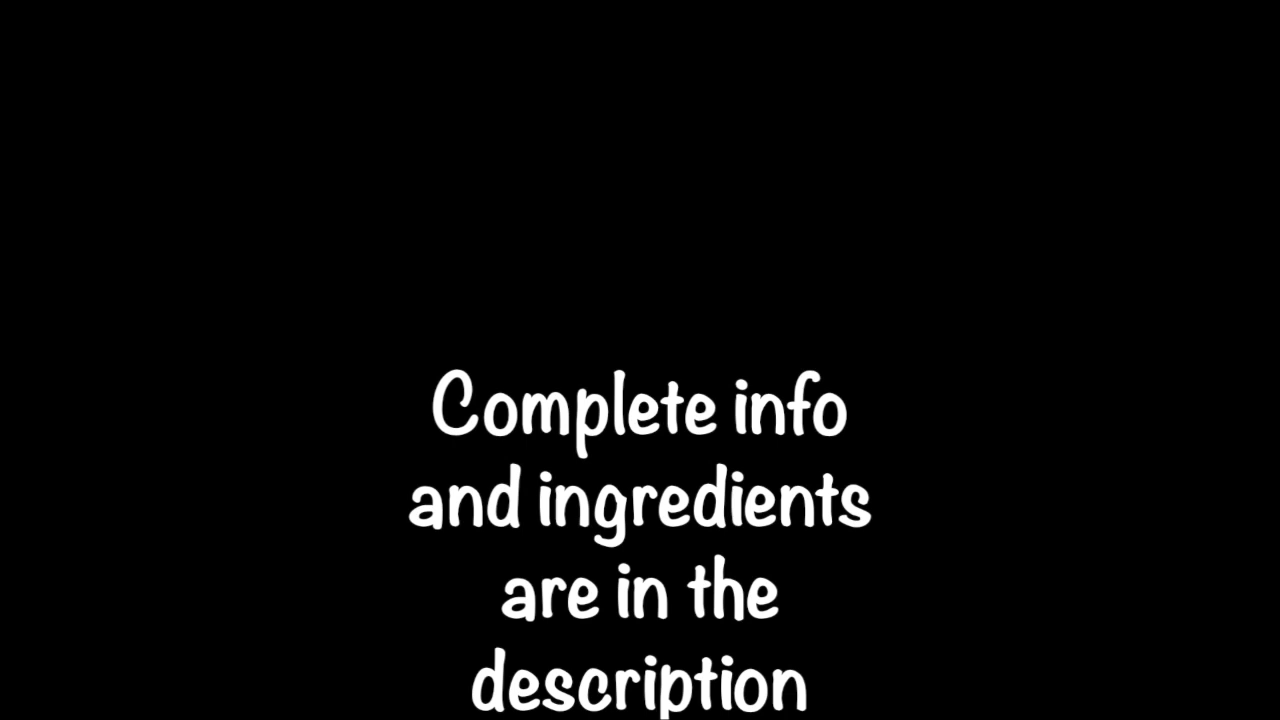 Complete info
and ingredients
are in the
description